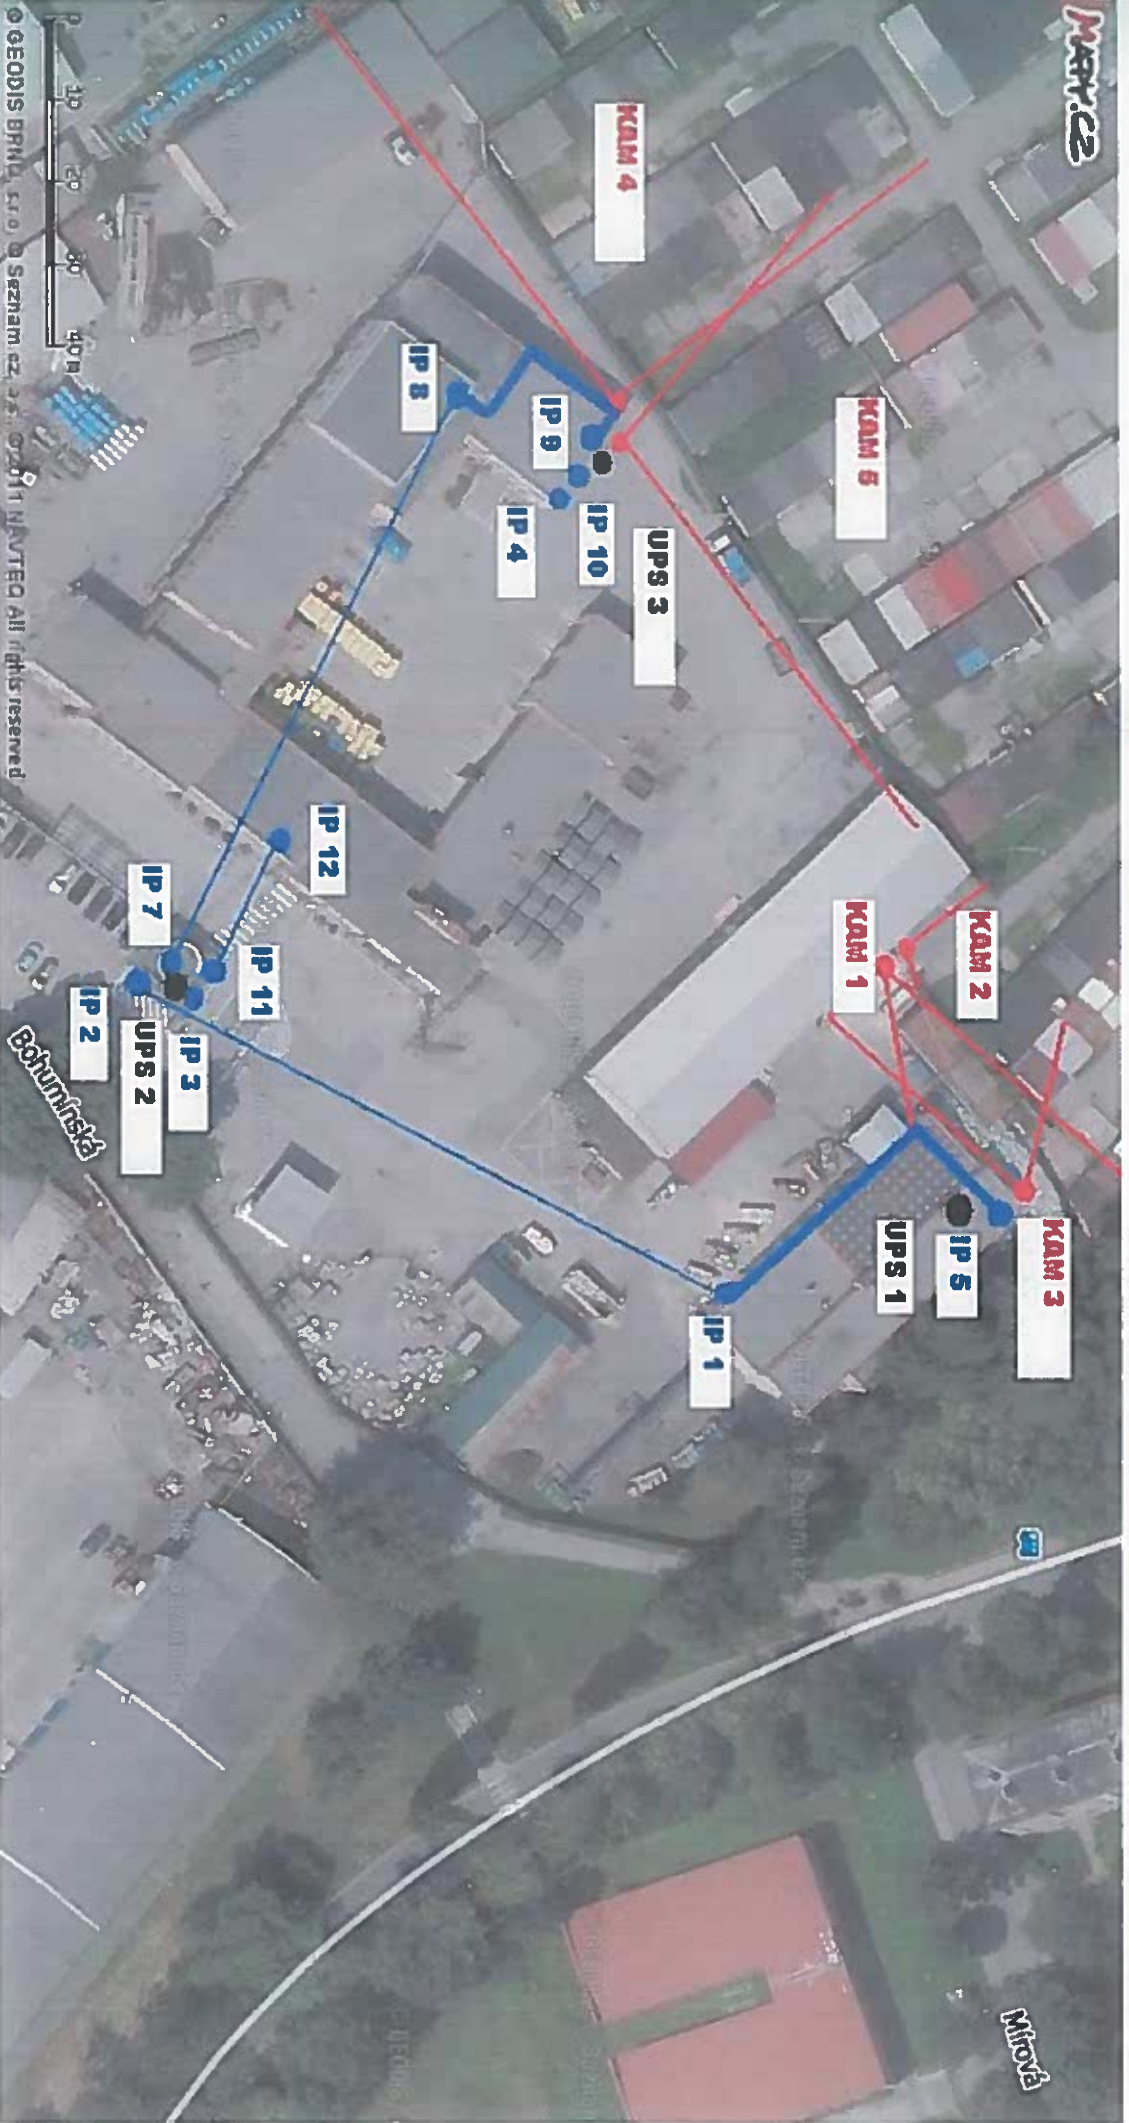 MAPY.CZ
KAM 4
KAM 6
KAM 2
KAM 1
KAM 3
IP 8
IP 9
IP 10
IP 4
UPS 3
IP 12
IP 7
IP 11
IP 3
UPS 2
IP 2
Bohumínská
UPS 1
IP 5
IP 1
Mírová
0 10 20 30 40 m
© GEODIS BRNO, s.r.o. © Seznam.cz, a.s., © 2011 NAVTEQ All rights reserved